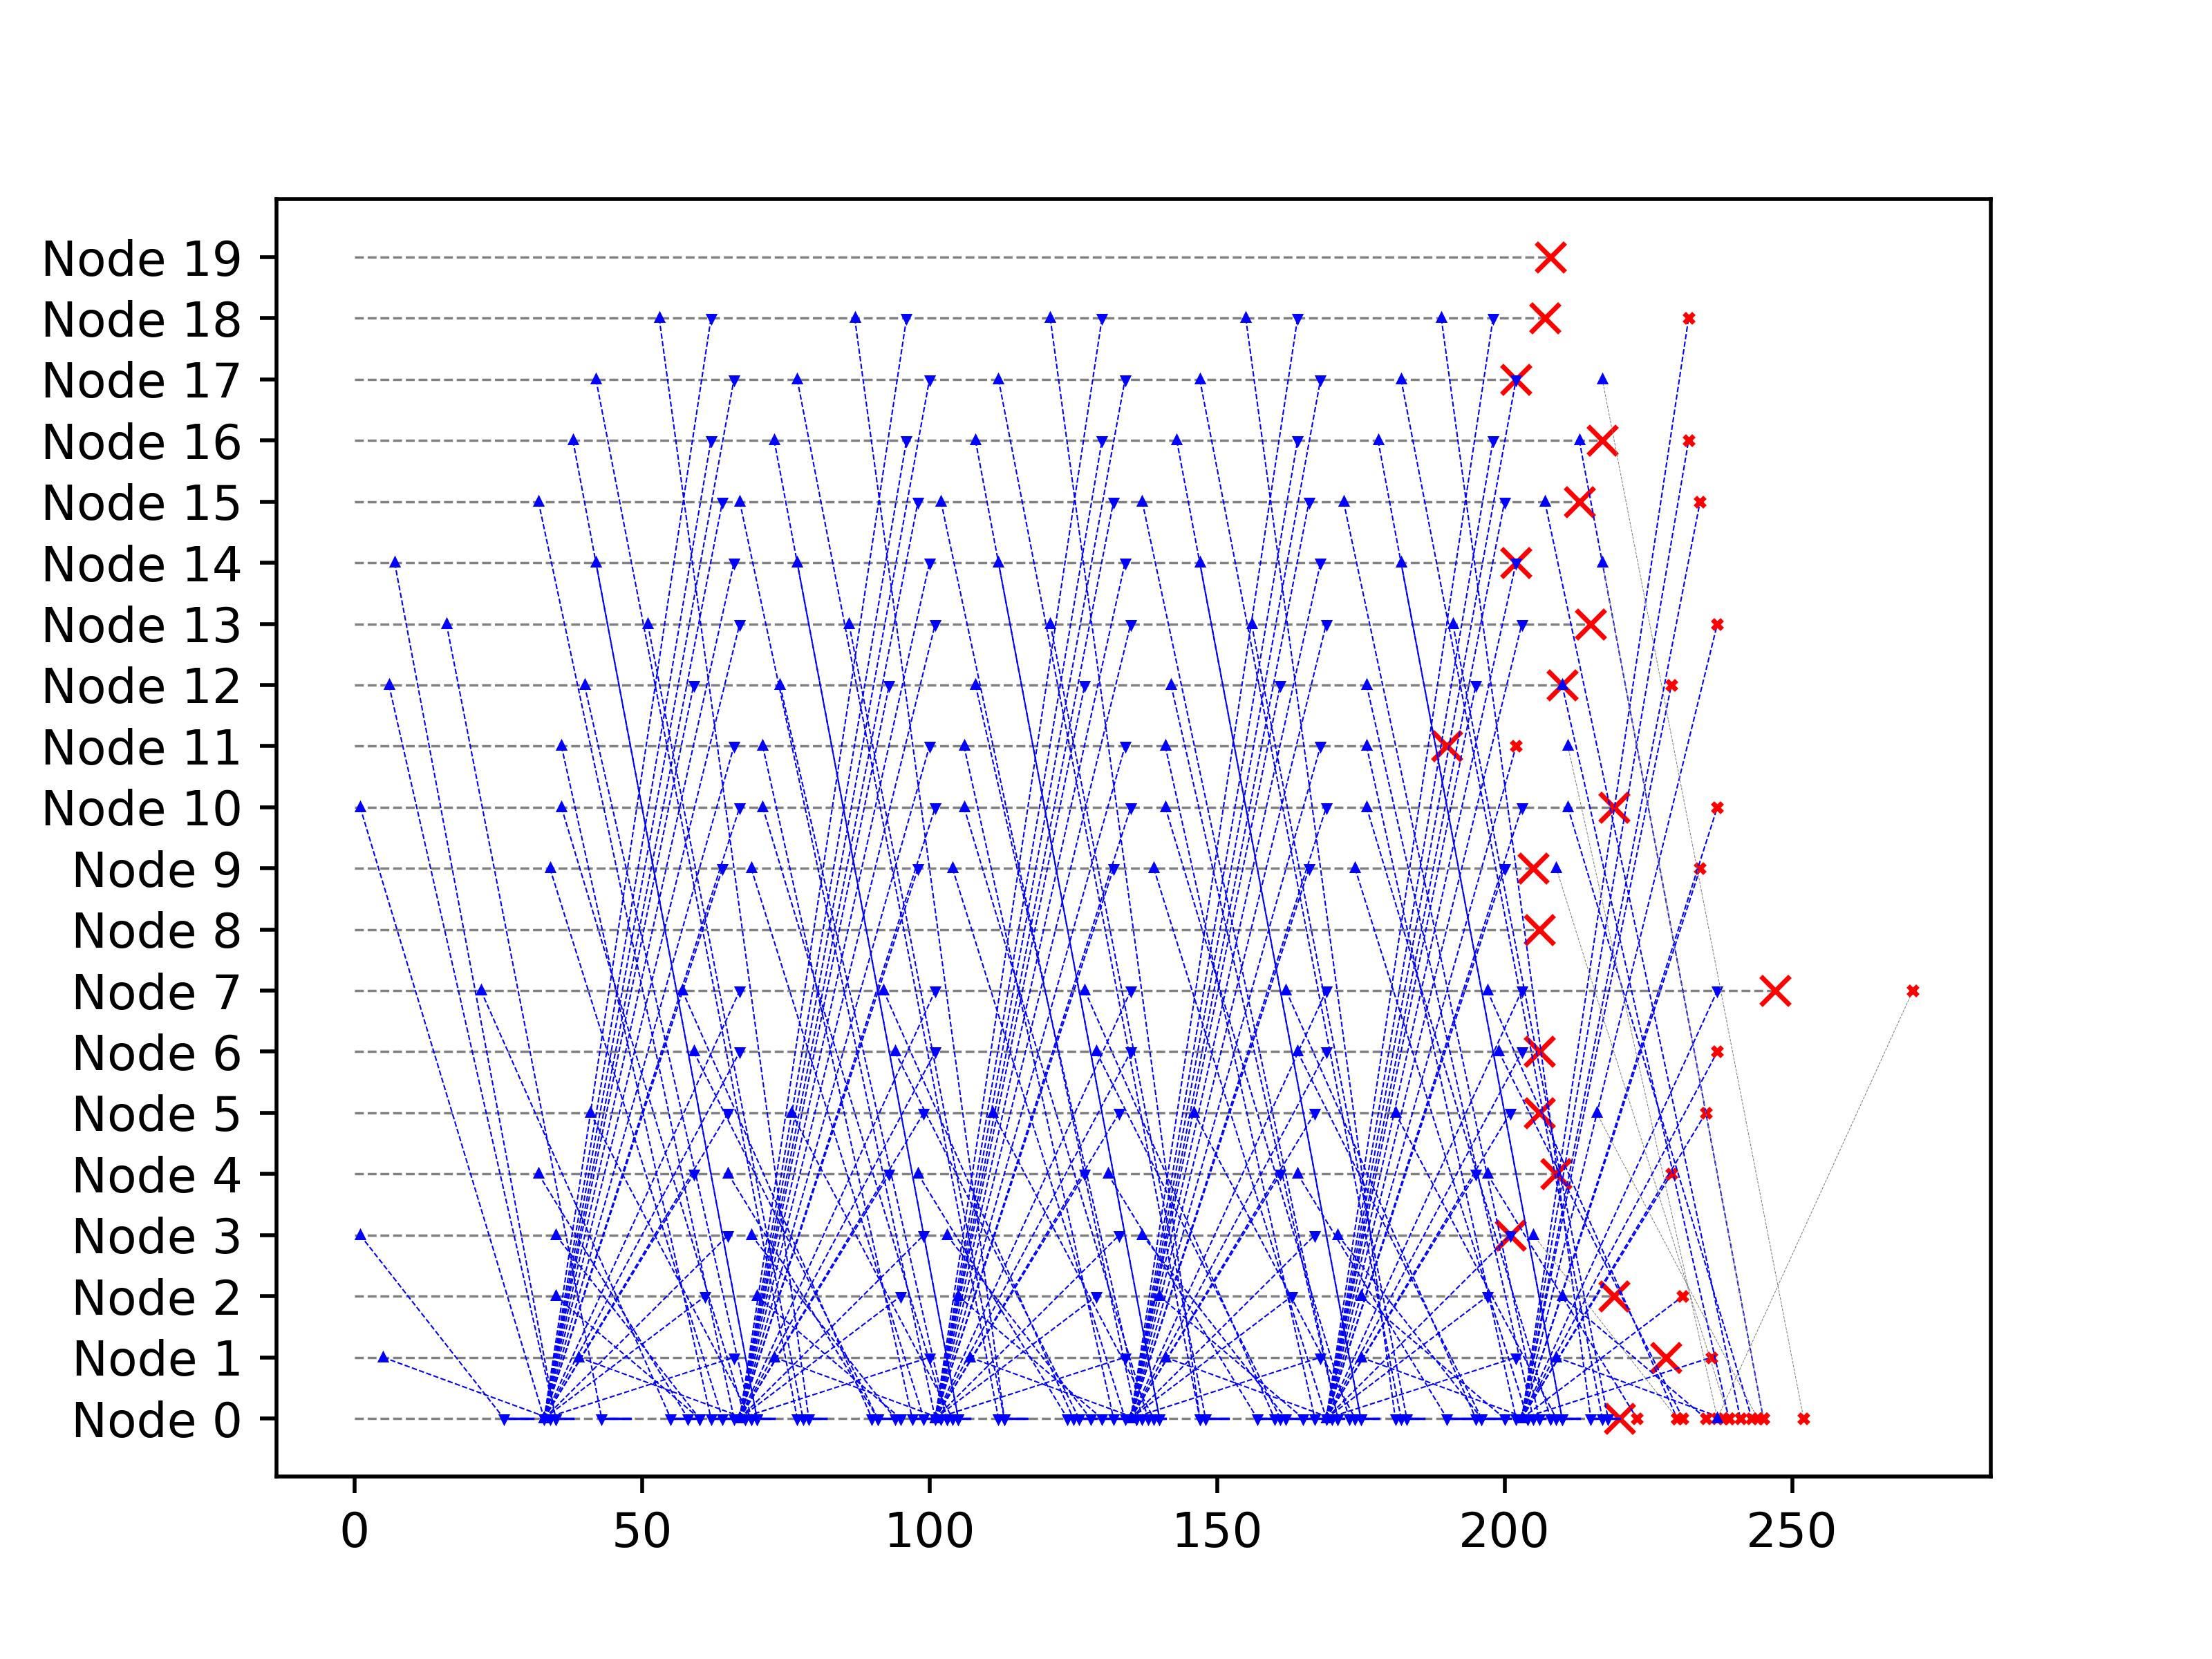 Node 19
Node 18
Node 17
Node 16
Node 15
Node 14
Node 13
Node 12
Node 11
Node 10
Node 9
Node 8
Node 7
Node 6
Node 5
Node 4
Node 3
Node 2
Node 1
Node 0
0 50 100 150 200 250